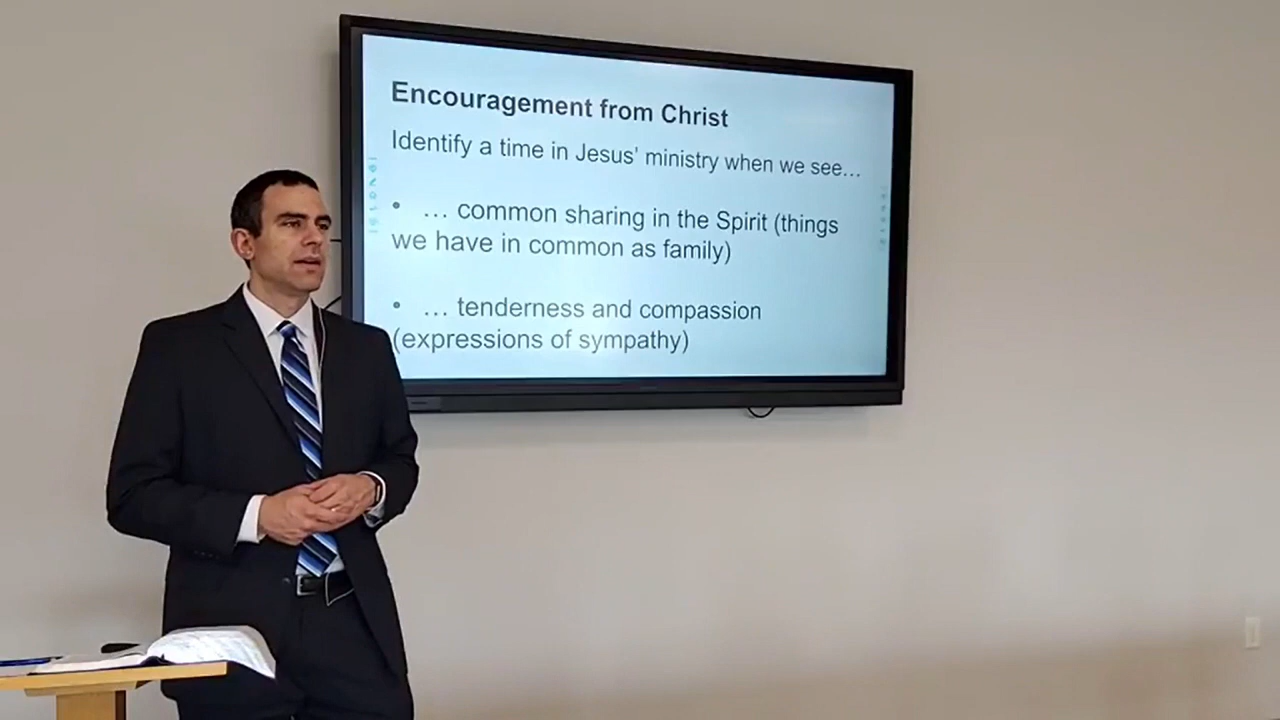 Encouragement from Christ
Identify a time in Jesus' ministry when we see…
• … common sharing in the Spirit (things
we have in common as family)
• … tenderness and compassion
(expressions of sympathy)